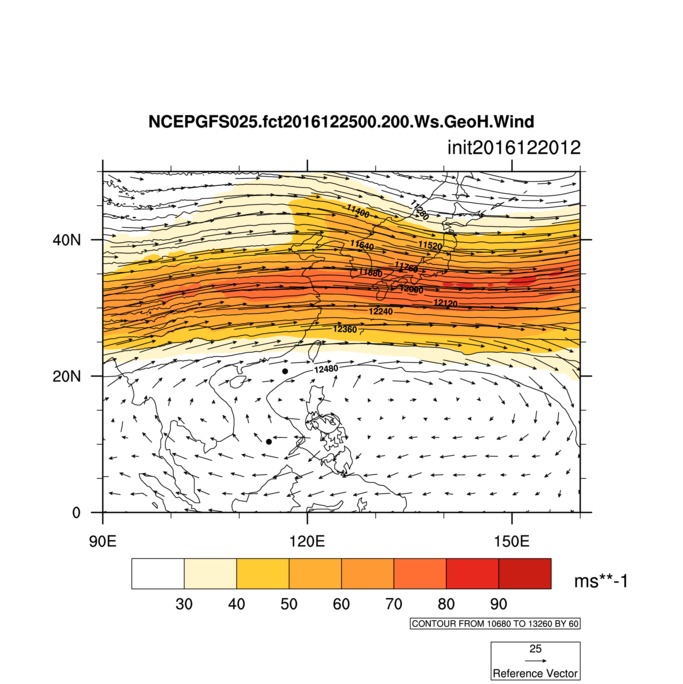 NCEPGFS025.fct2016122500.200.Ws.GeoH.Wind
init2016122012
11400
11280
40N
11640
11520
11760
11880
12000
12120
12240
12360
20N
12480
0
90E
120E
150E
ms**-1
30
40
50
60
70
80
90
CONTOUR FROM 10680 TO 13260 BY 60
25
Reference Vector